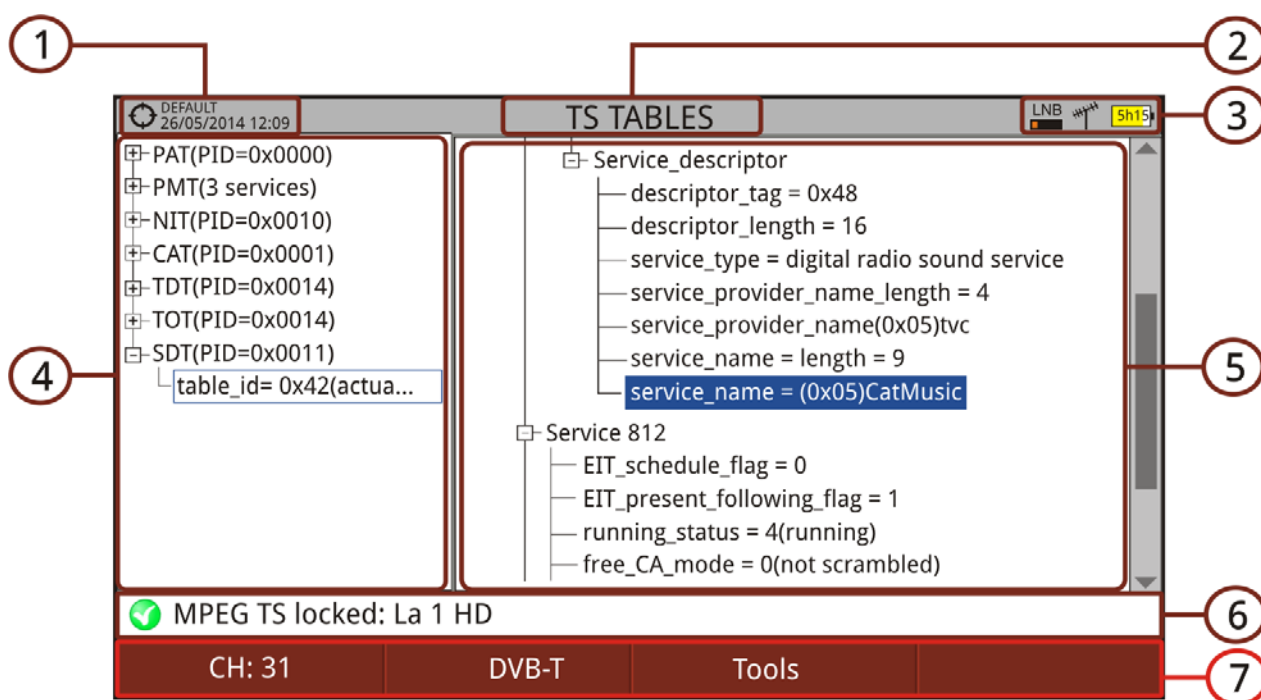 1
2
DEFAULT
26/05/2014 12:09
TS TABLES
LNB
5h15
3
PAT(PID=0x0000)
PMT(3 services)
NIT(PID=0x0010)
CAT(PID=0x0001)
TDT(PID=0x0014)
TOT(PID=0x0014)
SDT(PID=0x0011)
table_id= 0x42(actua...
4
Service_descriptor
descriptor_tag = 0x48
descriptor_length = 16
service_type = digital radio sound service
service_provider_name_length = 4
service_provider_name(0x05)tvc
service_name = length = 9
service_name = (0x05)CatMusic
Service 812
EIT_schedule_flag = 0
EIT_present_following_flag = 1
running_status = 4(running)
free_CA_mode = 0(not scrambled)
5
MPEG TS locked: La 1 HD
6
CH: 31
DVB-T
Tools
7